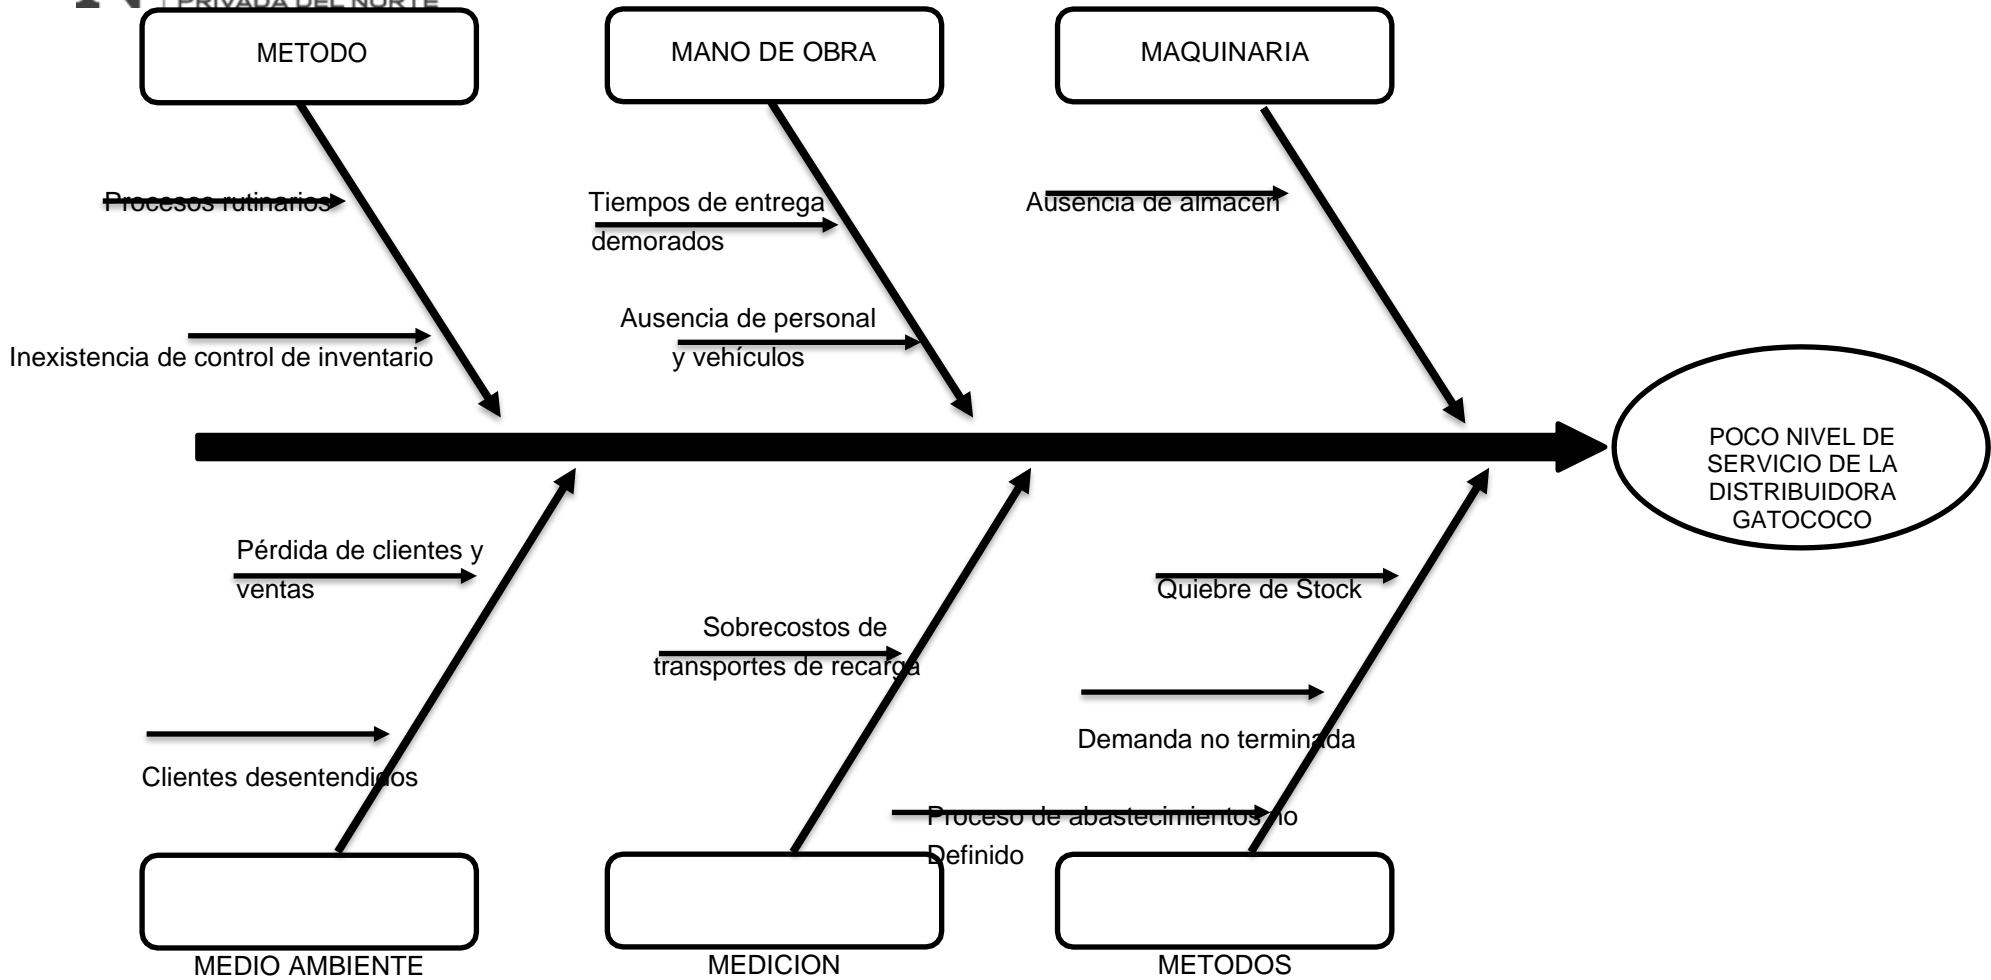 PRIVADA DEL NORTE
METODO
MANO DE OBRA
MAQUINARIA
Procesos rutinarios
Tiempos de entrega
demorados
Ausencia de almacén
Ausencia de personal
y vehículos
Inexistencia de control de inventario
POCO NIVEL DE
SERVICIO DE LA
DISTRIBUIDORA
GATOCOCO
Pérdida de clientes y
ventas
Quiebre de Stock
Sobrecostos de
transportes de recarga
Demanda no terminada
Clientes desentendidos
Proceso de abastecimientos no
Definido
MEDIO AMBIENTE
MEDICION
METODOS